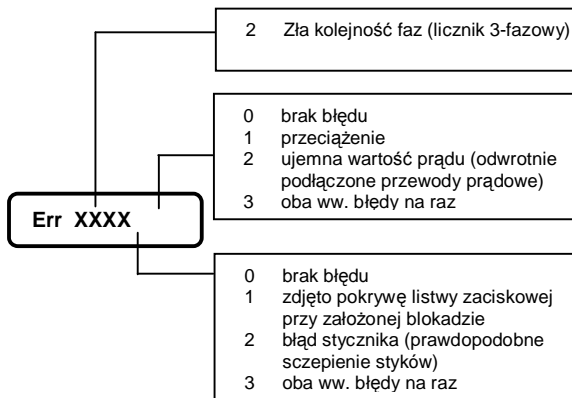 2 Zła kolejność faz (licznik 3-fazowy)
0 brak błędu
1 przeciążenie
2 ujemna wartość prądu (odwrotnie
podłączone przewody prądowe)
3 oba ww. błędy na raz
Err XXXX
0 brak błędu
1 zdjęto pokrywę listwy zaciskowej
przy założonej blokadzie
2 błąd stycznika (prawdopodobne
sczepienie styków)
3 oba ww. błędy na raz